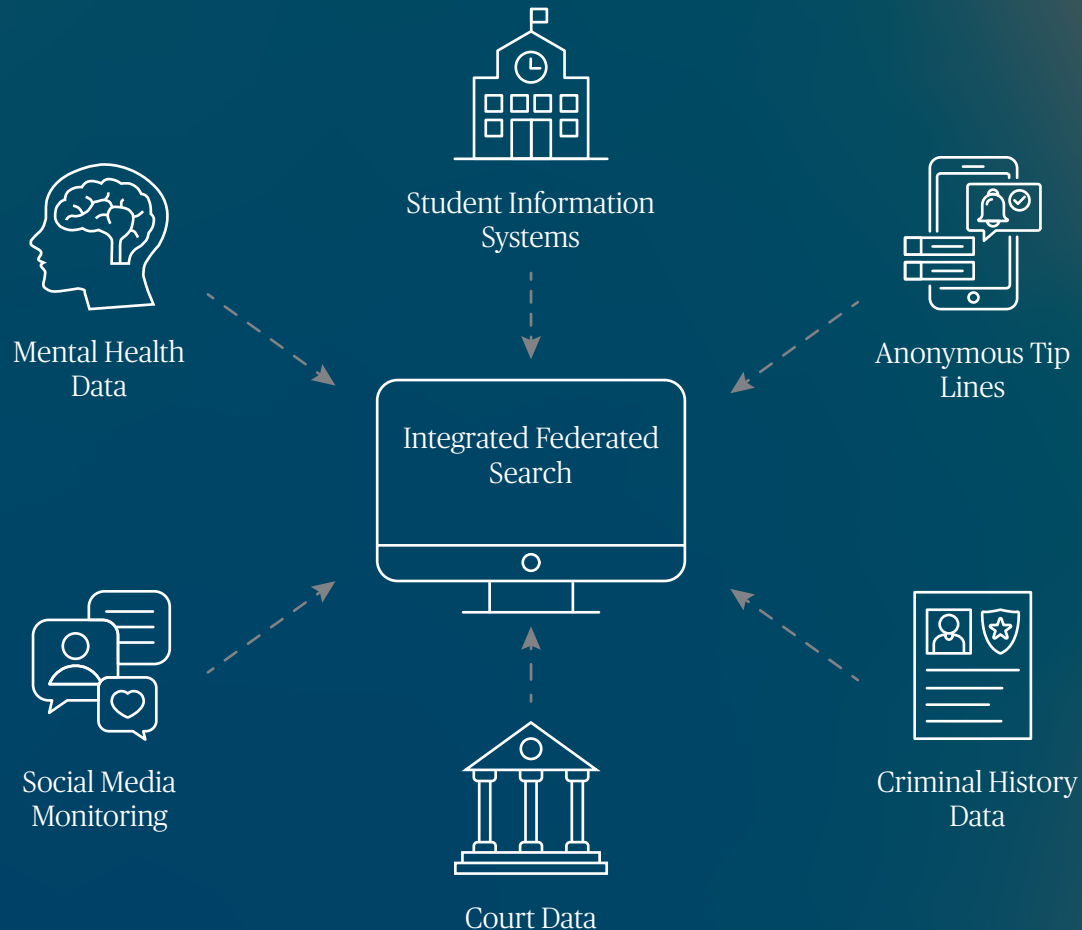 Student Information
Systems
Mental Health
Data
Anonymous Tip
Lines
Integrated Federated
Search
Social Media
Monitoring
Criminal History
Data
Court Data